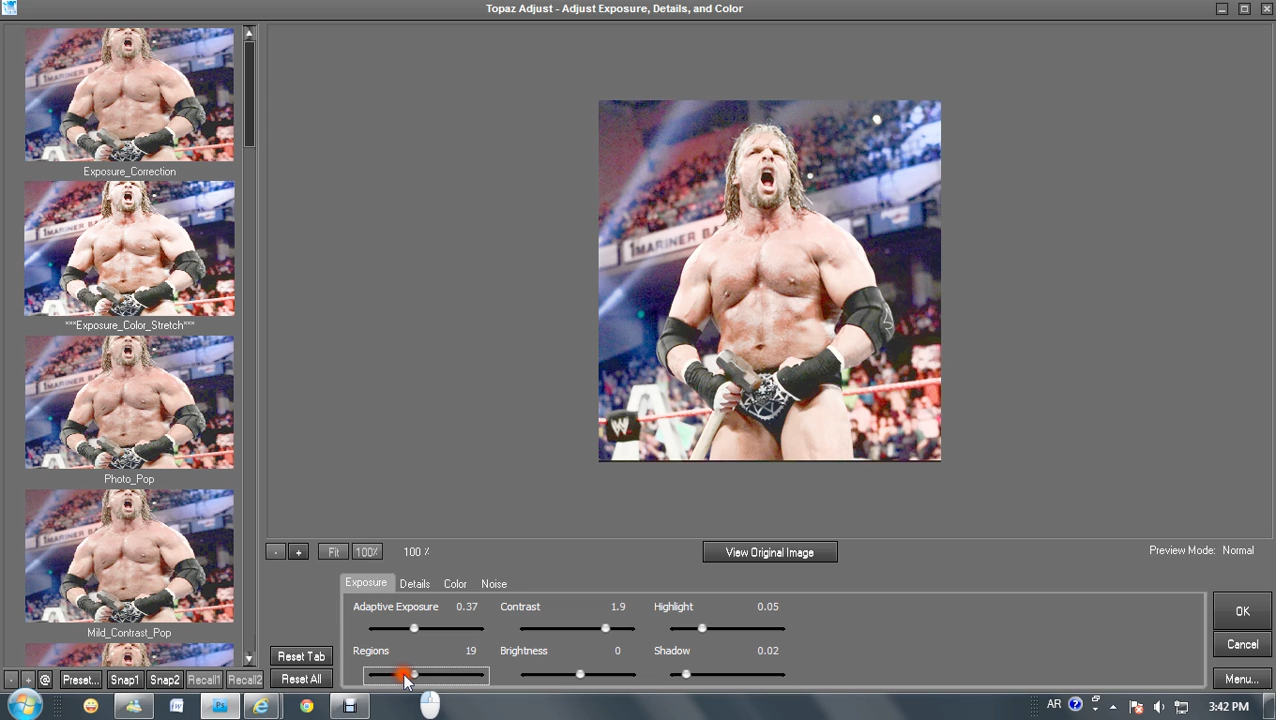 Topaz Adjust - Adjust Exposure, Details, and Color
Exposure_Correction
***Exposure_Color_Stretch***
Photo_Pop
Mild_Contrast_Pop
1MARINER BA
W
- + Fit 100% 100 % View Original Image Preview Mode: Normal
Exposure Details Color Noise
Adaptive Exposure 0.37 Contrast 1.9 Highlight 0.05
Regions 19 Brightness 0 Shadow 0.02
Reset Tab
Reset All
OK
Cancel
Menu...
- + @ Preset... Snap1 Snap2 Recall1 Recall2
AR 3:42 PM